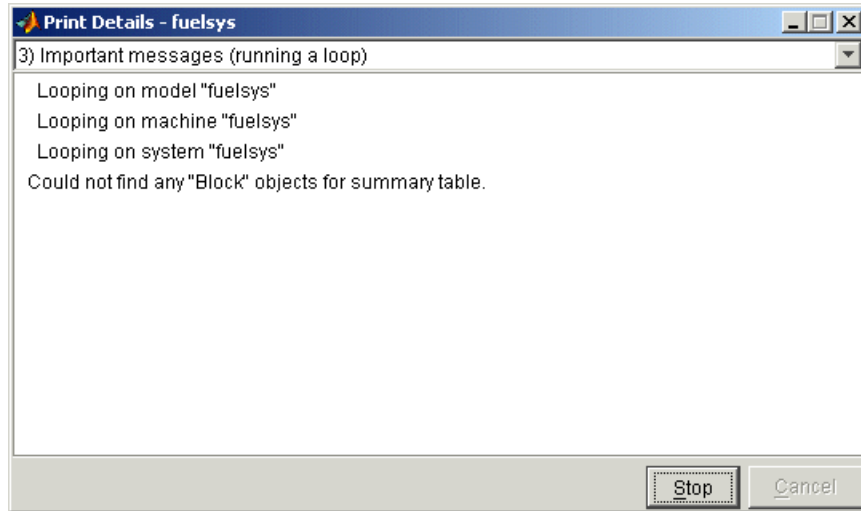 Print Details - fuelsys
3) Important messages (running a loop)
Looping on model "fuelsys"
Looping on machine "fuelsys"
Looping on system "fuelsys"
Could not find any "Block" objects for summary table.
Stop
Cancel